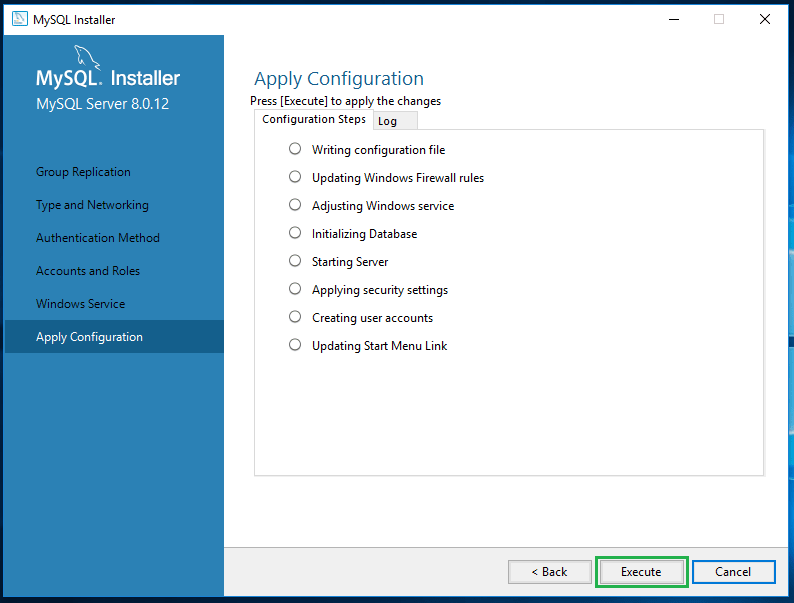 MySQL Installer
MySQL. Installer
MySQL Server 8.0.12
Group Replication
Type and Networking
Authentication Method
Accounts and Roles
Windows Service
Apply Configuration
Apply Configuration
Press [Execute] to apply the changes
Configuration Steps Log
Writing configuration file
Updating Windows Firewall rules
Adjusting Windows service
Initializing Database
Starting Server
Applying security settings
Creating user accounts
Updating Start Menu Link
< Back Execute Cancel